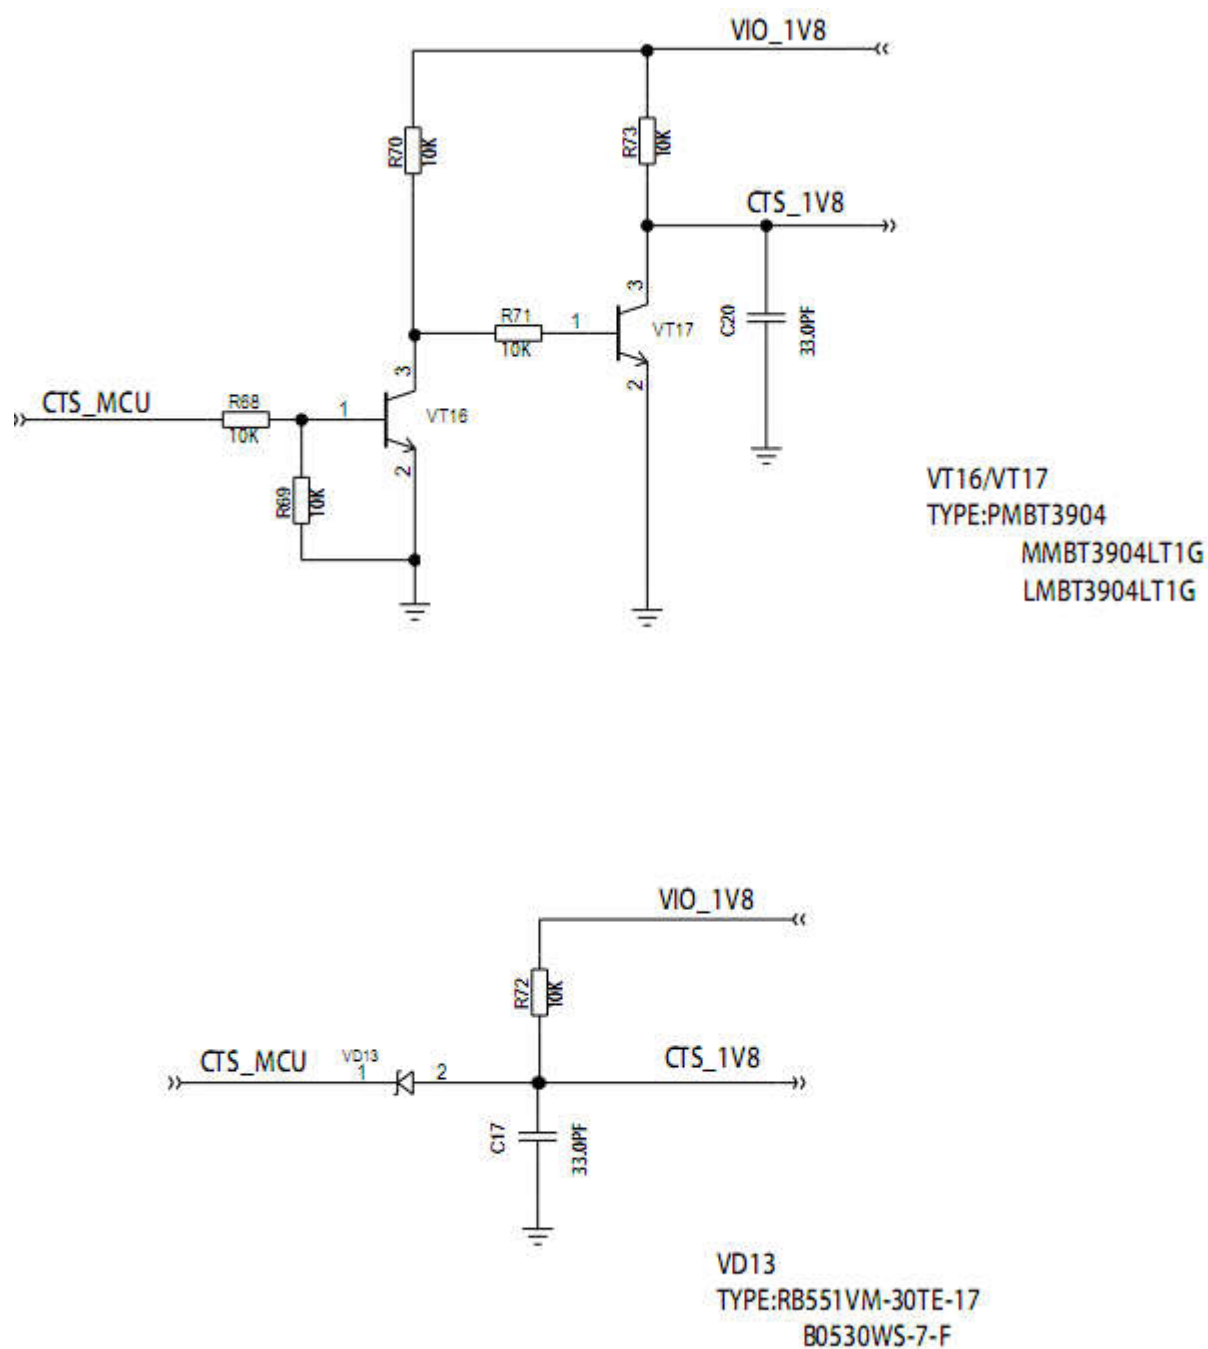 VIO_1V8
R70
10K
R73
10K
CTS_1V8
3
R71
10K
1
VT17
2
C20
33.0PF
CTS_MCU
R68
10K
1
3
VT16
2
R69
10K
VT16/VT17
TYPE:PMBT3904
MMBT3904LT1G
LMBT3904LT1G
VIO_1V8
R72
10K
CTS_MCU
VD13
1
2
CTS_1V8
C17
33.0PF
VD13
TYPE:RB551VM-30TE-17
B0530WS-7-F